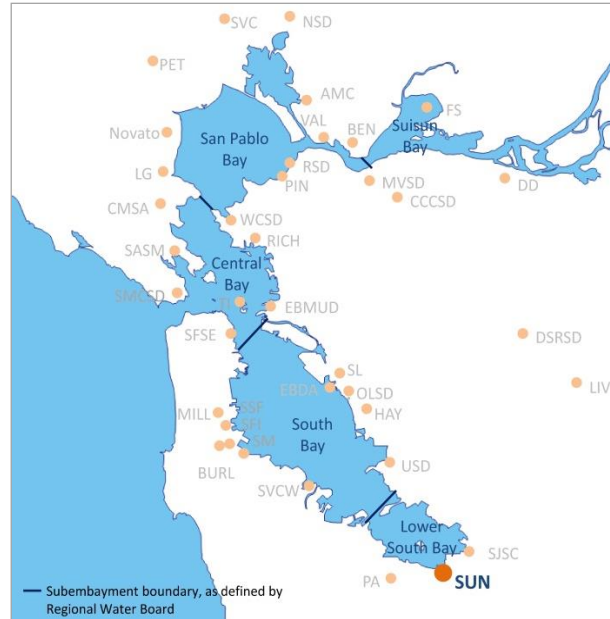 SVC
NSD
PET
AMC
VAL
FS
Novato
BEN
San Pablo
Bay
Suisun
Bay
RSD
LG
PIN
MVSD
DD
CCCSD
CMSA
WCSD
RICH
SASM
Central
Bay
SMCSD
TI
EBMUD
SFSE
DSRSD
SL
LIV
EBDA
OLSD
MILL
SSF
HAY
SFI
South
Bay
SM
BURL
USD
SVCW
Lower
South Bay
SJSC
PA
SUN
Subembayment boundary, as defined by
Regional Water Board